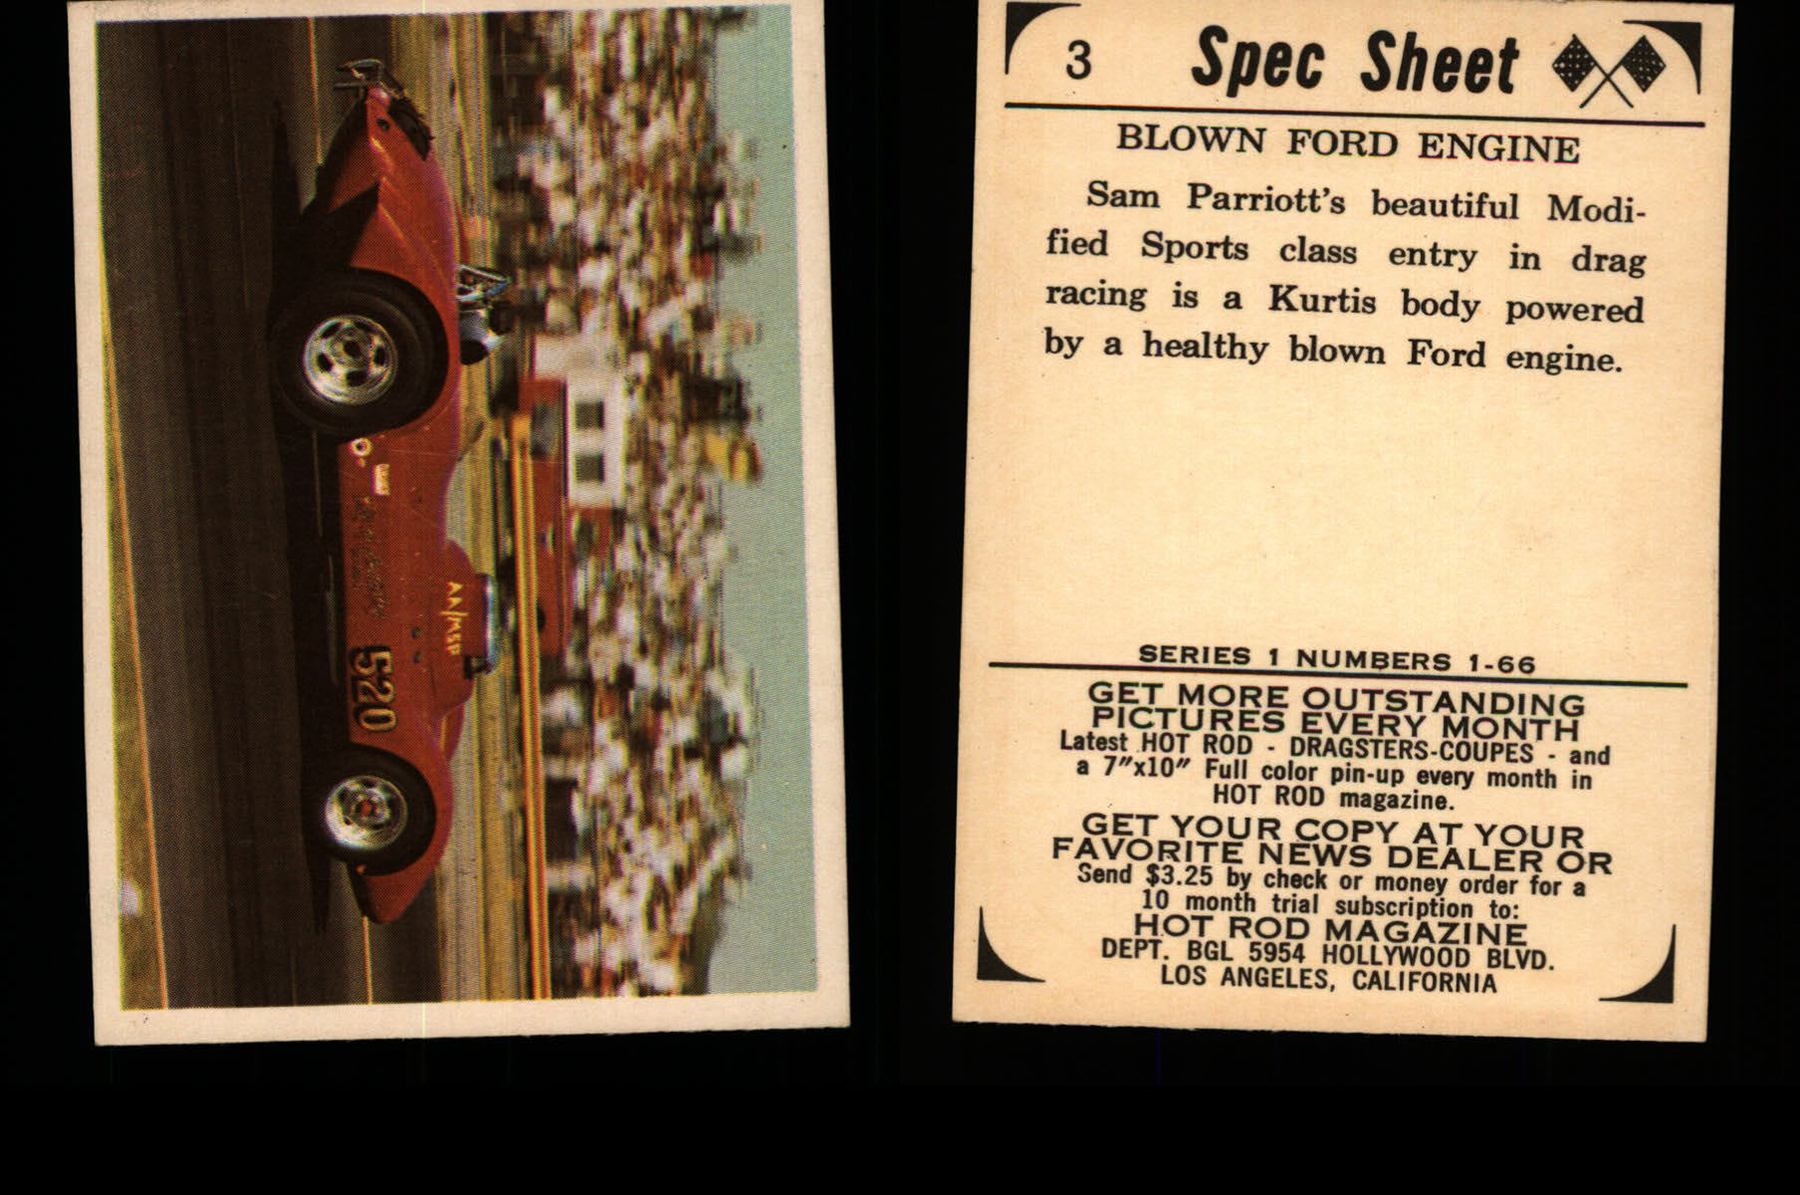 AA/MSP
520
3 Spec Sheet
BLOWN FORD ENGINE
Sam Parriott's beautiful Modi-
fied Sports class entry in drag
racing is a Kurtis body powered
by a healthy blown Ford engine.
SERIES 1 NUMBERS 1-66
GET MORE OUTSTANDING
PICTURES EVERY MONTH
Latest HOT ROD - DRAGSTERS-COUPES - and
a 7"x10" Full color pin-up every month in
HOT ROD magazine.
GET YOUR COPY AT YOUR
FAVORITE NEWS DEALER OR
Send $3.25 by check or money order for a
10 month trial subscription to:
HOT ROD MAGAZINE
DEPT. BGL 5954 HOLLYWOOD BLVD.
LOS ANGELES, CALIFORNIA